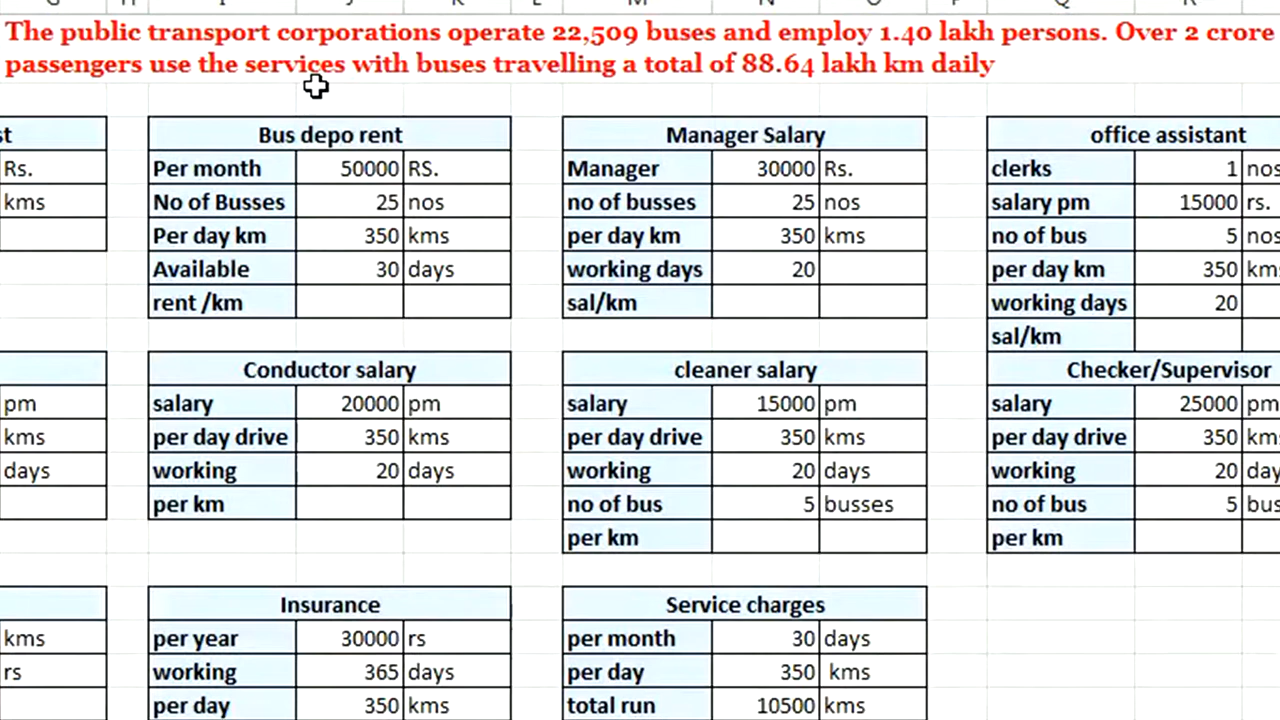 The public transport corporations operate 22,509 buses and employ 1.40 lakh persons. Over 2 crore
passengers use the services with buses travelling a total of 88.64 lakh km daily
st Bus depo rent Manager Salary office assistant
Rs. Per month 50000 RS. Manager 30000 Rs. clerks 1 nos
kms No of Busses 25 nos no of busses 25 nos salary pm 15000 rs.
Per day km 350 kms per day km 350 kms no of bus 5 nos
Available 30 days working days 20 per day km 350 kms
rent /km sal/km working days 20
sal/km
Conductor salary cleaner salary Checker/Supervisor
pm salary 20000 pm salary 15000 pm salary 25000 pm
kms per day drive 350 kms per day drive 350 kms per day drive 350 kms
days working 20 days working 20 days working 20 day
per km no of bus 5 busses no of bus 5 bus
per km per km
Insurance Service charges
kms per year 30000 rs per month 30 days
rs working 365 days per day 350 kms
per day 350 kms total run 10500 kms